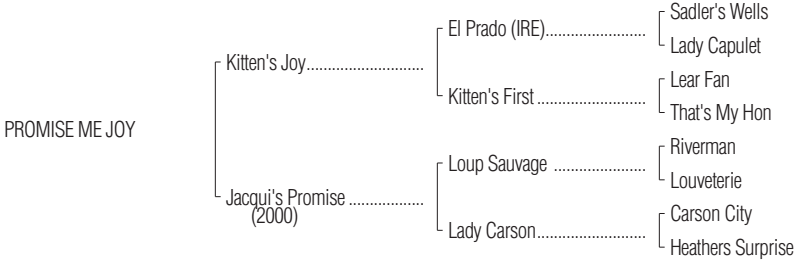 Sadler's Wells
El Prado (IRE)........................
Lady Capulet
Kitten's Joy............................
Lear Fan
Kitten's First ..........................
That's My Hon
PROMISE ME JOY
Riverman
Loup Sauvage ......................
Louveterie
Jacqui's Promise ..................
(2000)
Carson City
Lady Carson..........................
Heathers Surprise